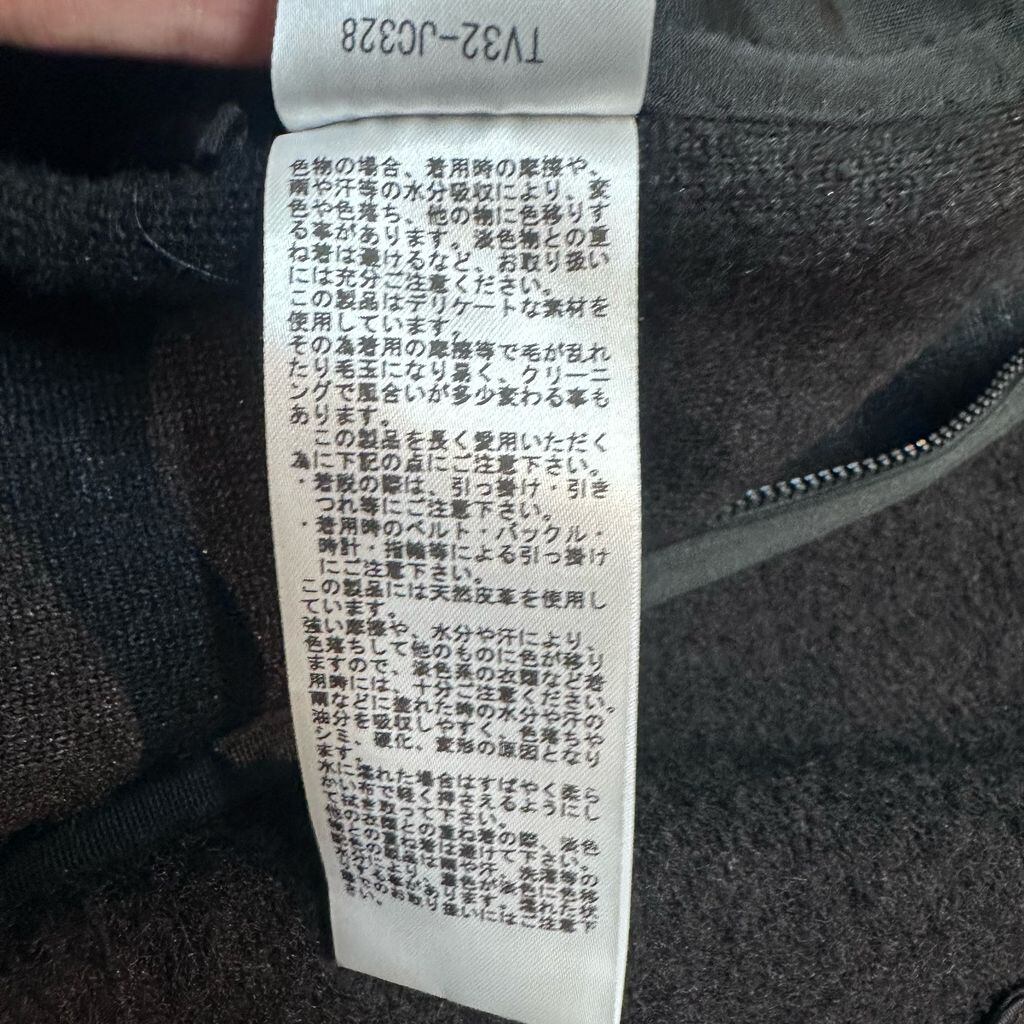 TV32-JC328
色物の場合、着用時の摩擦や、
雨や汗等の水分吸収により、変
色や色落ち、他の物に色移りす
る事があります。淡色物との重
ね着は避けるなど、お取り扱い
には充分ご注意ください。
この製品はデリケートな素材を
使用しています。
その為着用の摩擦等で毛が乱れ
たり毛玉になり易く、クリーニ
ングで風合いが多少変わる事も
あります。
この製品を長く愛用いただく
為に下記の点にご注意下さい。
・着脱の際は、引っ掛け・引き
つれ等にご注意下さい。
・着用時のベルト・バックル・
時計・指輪等による引っ掛け
にご注意下さい。
この製品には天然皮革を使用し
ています。
強い摩擦や、水分や汗により、
色落ちして他のものに色が移り
ますので、淡色系の衣類など着
用時には、十分ご注意ください。
雨などに塗れた時の水分や汗の
油分を吸収しやすく、色落ちや
シミ、硬化、変形の原因となり
ます。
水に濡れた場合はすばやく柔ら
かい布で軽く押さえるようにし
て拭き取って下さい。